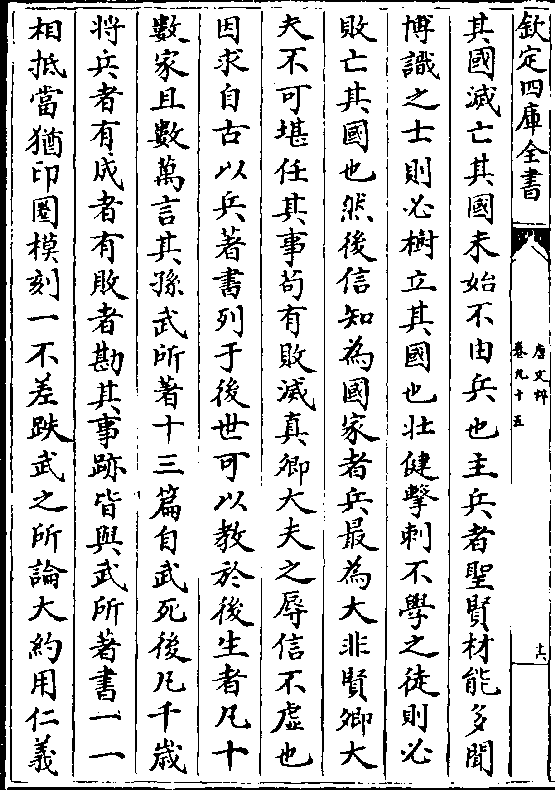 欽定四庫全書
唐文粹
卷九十五
十六
其國滅亡其國未始不由兵也主兵者聖賢材能多聞
博識之士則必樹立其國也壯健擊刺不學之徒則必
敗亡其國也然後信知為國家者兵最為大非賢卿大
夫不可堪任其事苟有敗滅真卿大夫之辱信不虛也
因求自古以兵著書列于後世可以教於後生者凡十
數家且數萬言其孫武所著十三篇自武死後凡千歲
將兵者有成者有敗者勘其事跡皆與武所著書一一
相抵當猶印圈模刻一不差跌武之所論大約用仁義